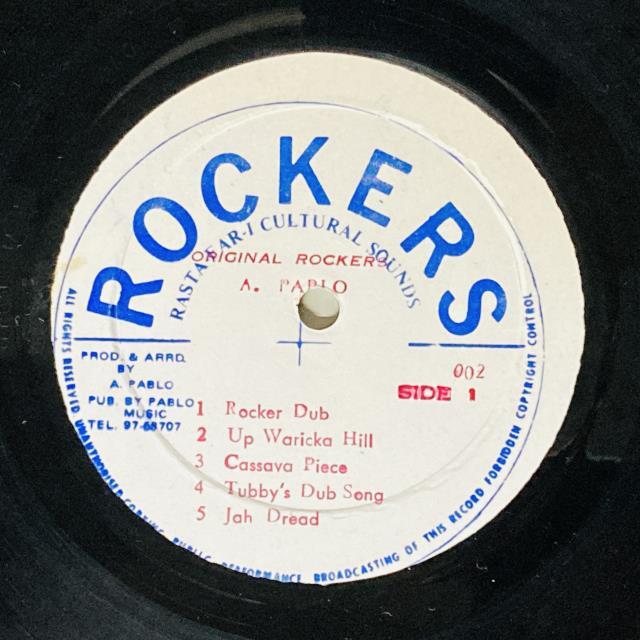 ROCKERS
RASTAFAR-I CULTURAL SOUNDS
ORIGINAL ROCKERS
A. PABLO
PROD. & ARRD.
BY
A. PABLO
PUB. BY PABLO
MUSIC
TEL. 97-68707
002
SIDE 1
1 Rocker Dub
2 Up Waricka Hill
3 Cassava Piece
4 Tubby's Dub Song
5 Jah Dread
ALL RIGHTS RESERVED UNAUTHORISED COPYING PUBLIC PERFORMANCE BROADCASTING OF THIS RECORD FORBIDDEN COPYRIGHT CONTROL